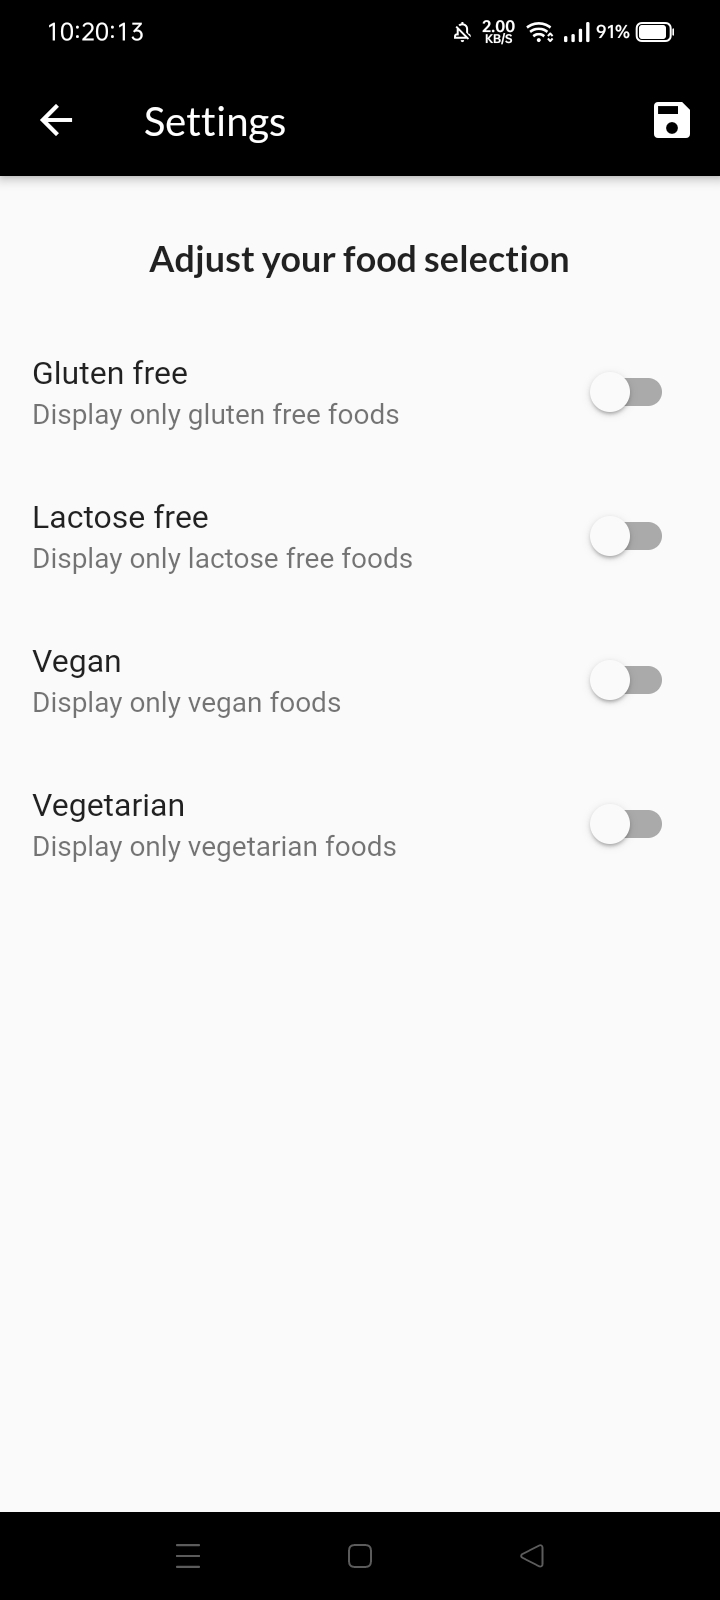 10:20:13 2.00 KB/S 91%
Settings
Adjust your food selection
Gluten free
Display only gluten free foods
Lactose free
Display only lactose free foods
Vegan
Display only vegan foods
Vegetarian
Display only vegetarian foods